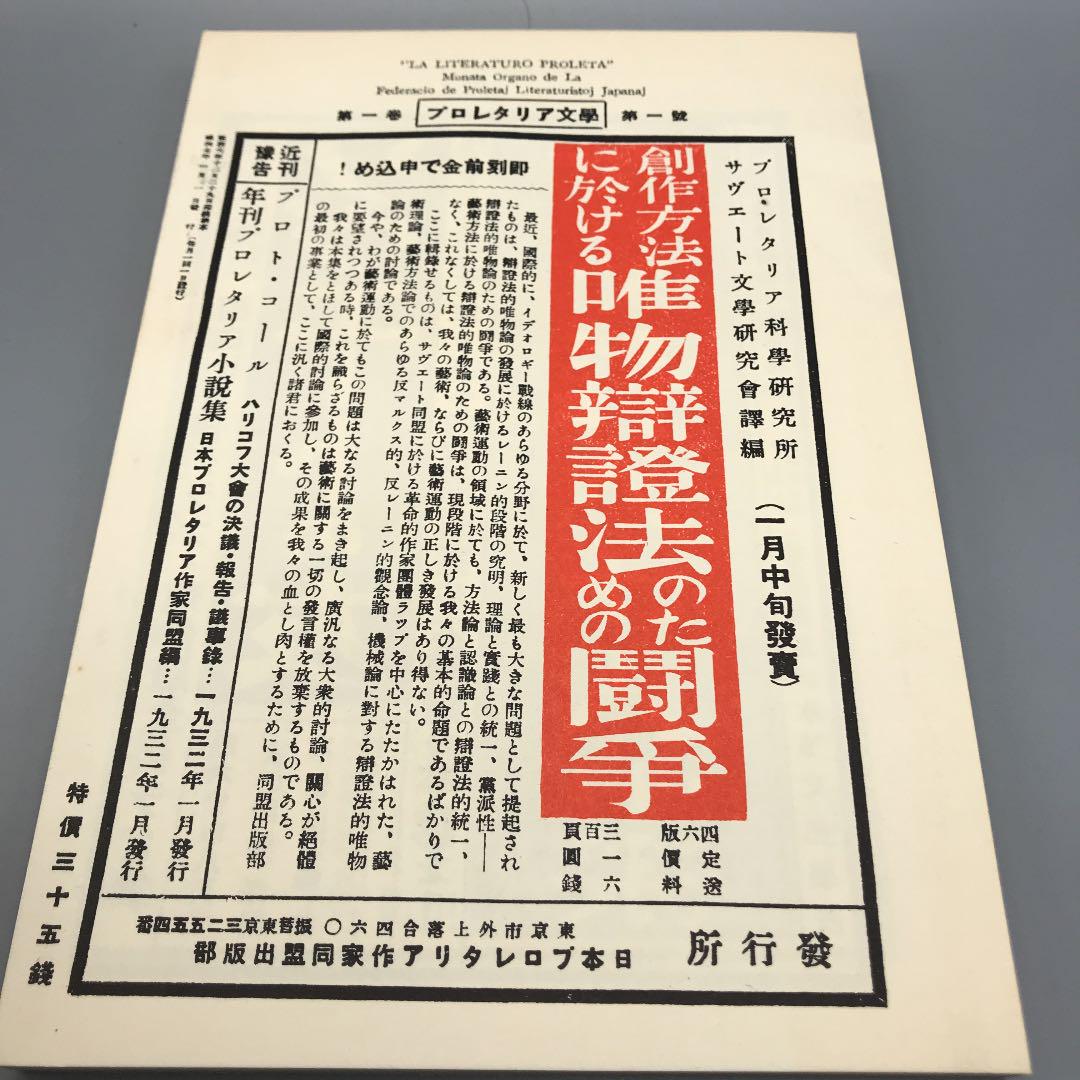 "LA LITERATURO PROLETA"
Monata Organo de La
Federacio de Proletaj Literaturistoj Japanaj
第一巻 プロレタリア文學 第一號
プロレタリア科學研究所
サヴエート文學研究會譯編
(一月中旬發賣)
創作方法に於ける唯物辯證法のための闘爭
四六版 三百頁
定價 一圓
送料 六錢
即刻前金で申込め!
最近、國際的に、イデオロギー戰線のあらゆる分野に於て、新しく最も大きな問題として提起され
たものは、辯證法的唯物論の發展に於けるレーニン的段階の究明、理論と實踐との統一、黨派性――
辯證法的唯物論のための闘爭である。藝術運動の領域に於ても、方法論と認識論との辯證法的統一、
藝術方法に於ける辯證法的唯物論のための闘爭は、現段階に於ける我々の基本的命題であるばかりで
なく、これなくしては、我々の藝術、ならびに藝術運動の正しき發展はあり得ない。
ここに輯錄せるものは、サヴエート同盟に於ける革命的作家團體ラップを中心にたたかはれた、藝
術理論、藝術方法論でのあらゆる反マルクス的、反レーニン的觀念論、機械論に對する辯證法的唯物
論のための討論である。
今や、わが藝術運動に於てもこの問題は大なる討論をまき起し、廣汎なる大衆的討論、關心が絶體
に要望されつつある時、これを識らざるものは藝術に關する一切の發言權を放棄するものである。
我々は本集をとほして國際的討論に參加し、その成果を我々の血とし肉とするために、同盟出版部
の最初の事業として、ここに汎く諸君におくる。
近刊豫告
プロト・コール ハリコフ大會の決議・報告・議事錄…一九三二年一月發行
年刊プロレタリア小說集 日本プロレタリア作家同盟編…一九三二年一月發行
發行所
東京市外上落合四六〇 振替東京三二五五四番
日本プロレタリア作家同盟出版部
(毎月一回一日發行)
特價三十五錢